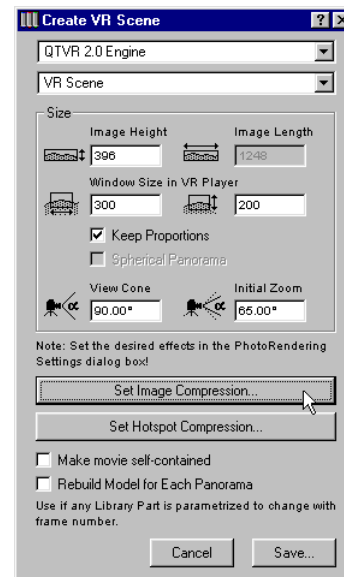 Create VR Scene
QTVR 2.0 Engine
VR Scene
Size
Image Height Image Length
396 1248
Window Size in VR Player
300 200
Keep Proportions
Spherical Panorama
View Cone Initial Zoom
α 90.00° α 65.00°
Note: Set the desired effects in the PhotoRendering
Settings dialog box!
Set Image Compression...
Set Hotspot Compression...
Make movie self-contained
Rebuild Model for Each Panorama
Use if any Library Part is parametrized to change with
frame number.
Cancel Save...